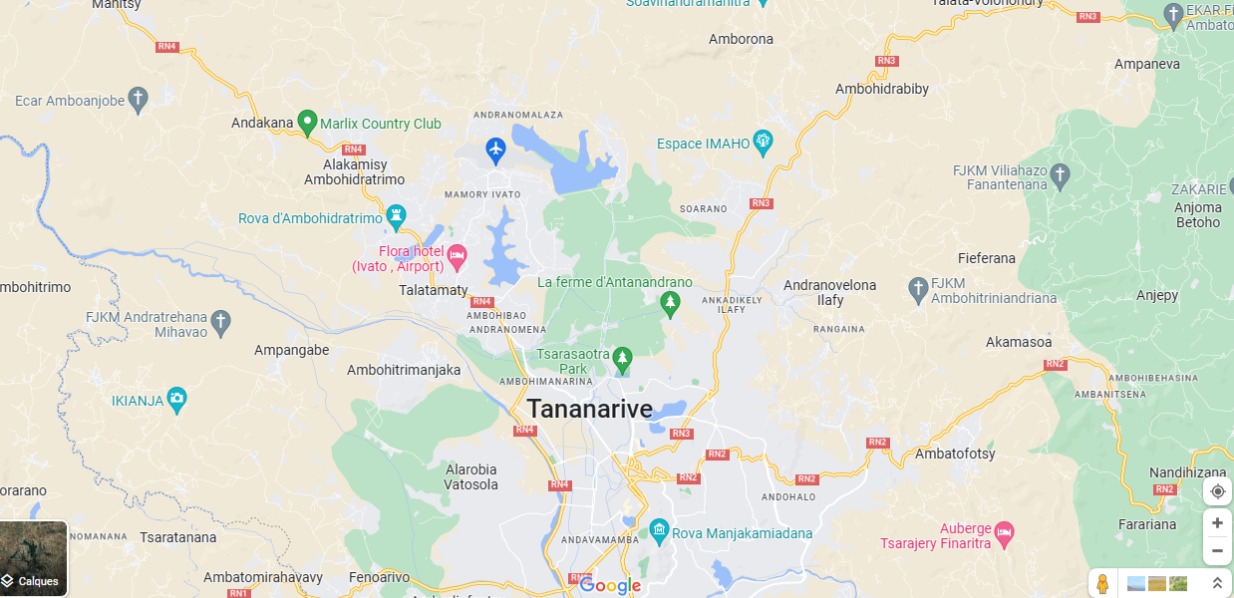 Mahitsy
Soavinandramanitra
Talata-Volonondry
RN3
EKAR Fi
Ambato
RN4
Amborona
RN3
Ampaneva
Ambohidrabiby
Ecar Amboanjobe
Andakana
Marlix Country Club
ANDRANOMALAZA
RN4
Espace IMAHO
Alakamisy
Ambohidratrimo
FJKM Viliahazo
Fanantenana
MAMORY IVATO
ZAKARIE
Anjoma
Betoho
SOARANO
RN3
Rova d'Ambohidratrimo
Flora hotel
(Ivato , Airport)
Fieferana
La ferme d'Antanandrano
mbohitrimo
Talatamaty
RN4
ANKADIKELY
ILAFY
Andranovelona
Ilafy
FJKM
Ambohitriniandriana
Anjepy
FJKM Andratrehana
Mihavao
AMBOHIBAO
ANDRANOMENA
RANGAINA
Akamasoa
Ampangabe
Tsarasaotra
Park
RN2
Ambohitrimanjaka
AMBOHIMANARINA
AMBOHIBEHASINA
AMBANITSENA
IKIANJA
Tananarive
RN4
RN3
RN2
RN2
Ambatofotsy
Alarobia
Vatosola
RN4
RN2
RN2
Nandihizana
RN2
orarano
ANDOHALO
Farariana
NOMANANA
Tsaratanana
ANDAVAMAMBA
Rova Manjakamiadana
Auberge
Tsarajery Finaritra
Calques
Ambatomirahavavy
Fenoarivo
Google
RN1